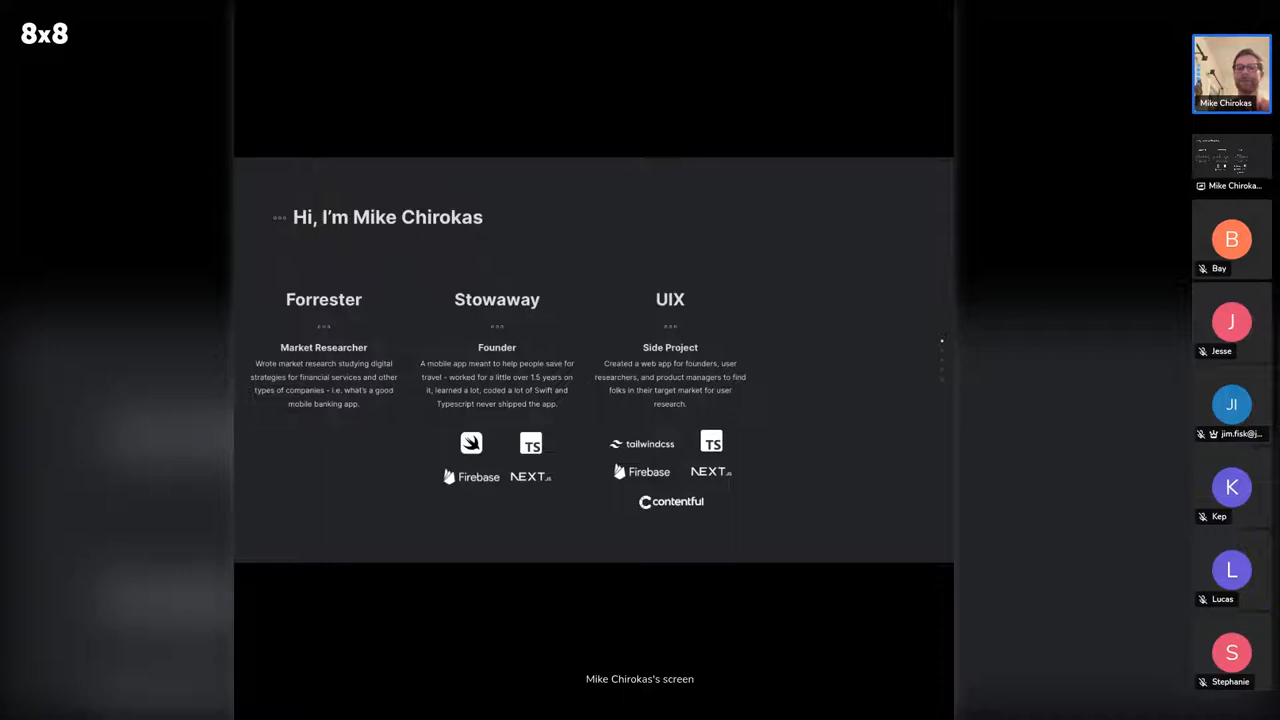 8x8
Hi, I'm Mike Chirokas
Forrester
Market Researcher
Wrote market research studying digital
strategies for financial services and other
types of companies - i.e. what's a good
mobile banking app.
Stowaway
Founder
A mobile app meant to help people save for
travel - worked for a little over 1.5 years on
it, learned a lot, coded a lot of Swift and
Typescript never shipped the app.
TS
Firebase
NEXT.JS
UIX
Side Project
Created a web app for founders, user
researchers, and product managers to find
folks in their target market for user
research.
tailwindcss
TS
Firebase
NEXT.JS
contentful
Mike Chirokas's screen
Mike Chirokas
Mike Chiroka...
B
Bay
J
Jesse
JI
jim.fisk@j...
K
Kep
L
Lucas
S
Stephanie